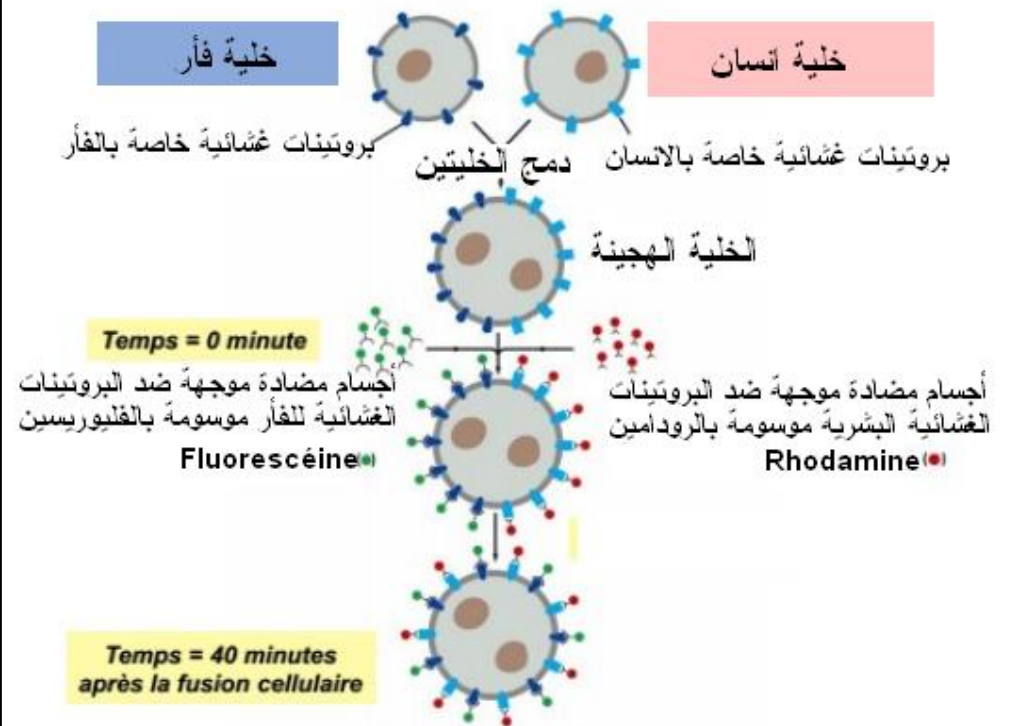 خلية فأر
خلية انسان
بروتينات غشائية خاصة بالفأر
بروتينات غشائية خاصة بالانسان
دمج الخليتين
الخلية الهجينة
Temps = 0 minute
أجسام مضادة موجهة ضد البروتينات
الغشائية للفأر موسومة بالفليوريسين
Fluorescéine
أجسام مضادة موجهة ضد البروتينات
الغشائية البشرية موسومة بالرودامين
Rhodamine
Temps = 40 minutes
après la fusion cellulaire